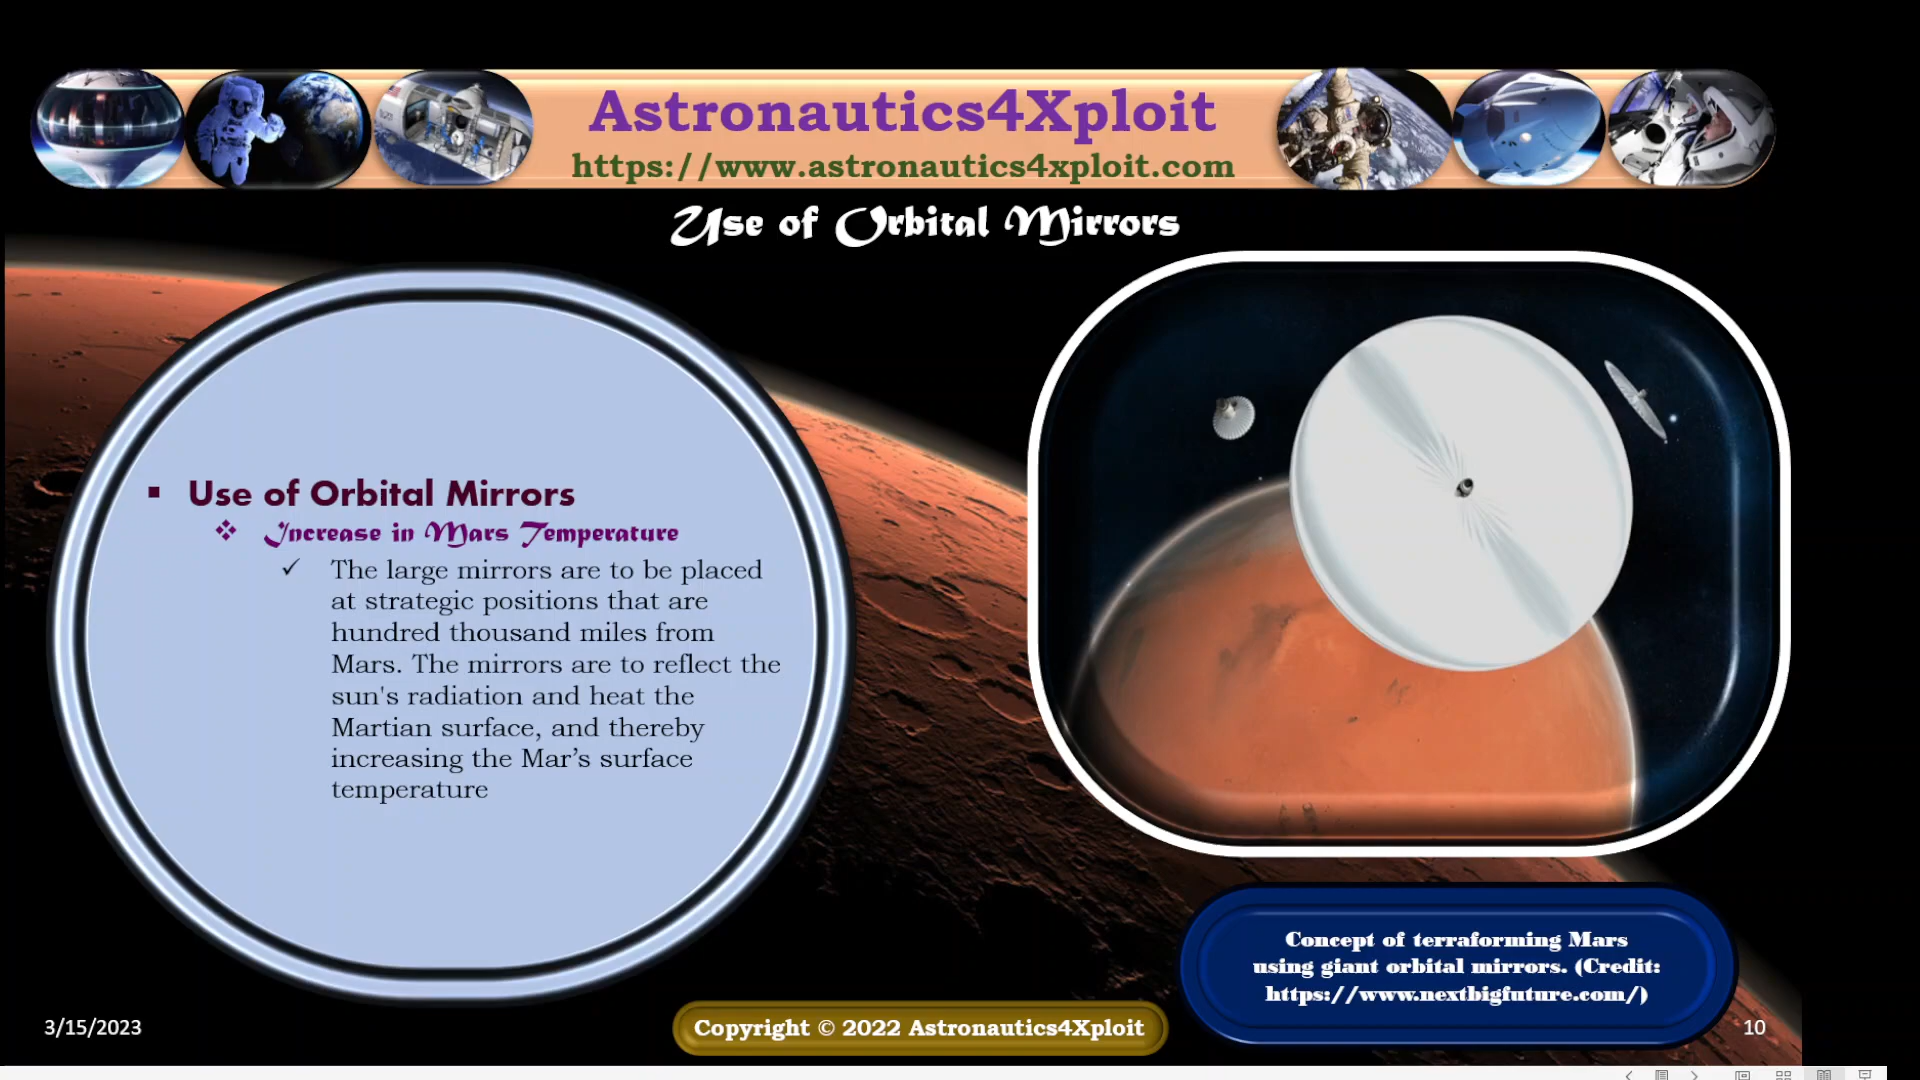 Astronautics4Xploit
https://www.astronautics4xploit.com
Use of Orbital Mirrors
Use of Orbital Mirrors
Increase in Mars Temperature
The large mirrors are to be placed
at strategic positions that are
hundred thousand miles from
Mars. The mirrors are to reflect the
sun's radiation and heat the
Martian surface, and thereby
increasing the Mar’s surface
temperature
Concept of terraforming Mars
using giant orbital mirrors. (Credit:
https://www.nextbigfuture.com/)
3/15/2023
Copyright © 2022 Astronautics4Xploit
10